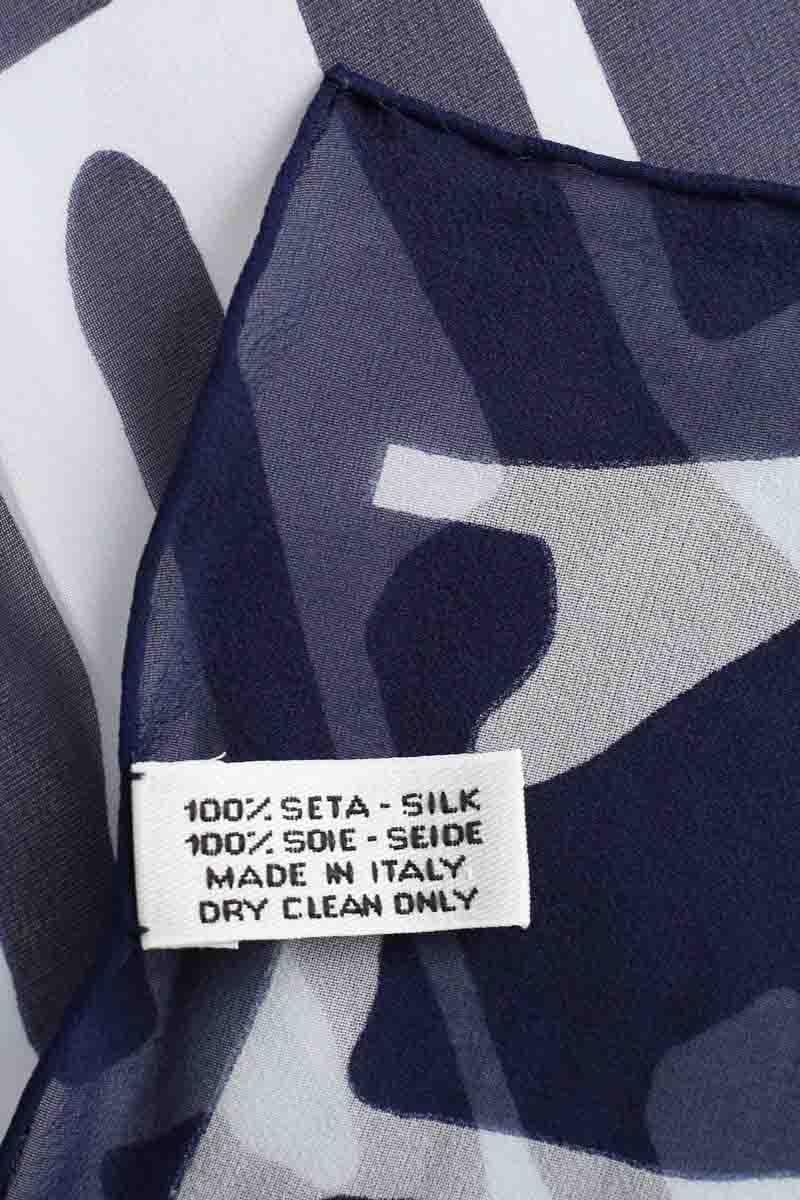 100% SETA - SILK
100% SOIE - SEIDE
MADE IN ITALY
DRY CLEAN ONLY